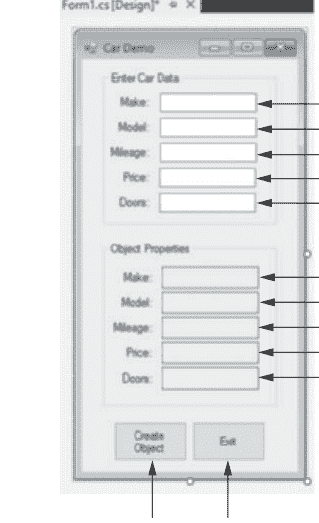 Form1.cs [Design]*
Car Demo
Enter Car Data
Make:
Model:
Mileage:
Price:
Doors:
Object Properties
Make:
Model:
Mileage:
Price:
Doors:
Create
Object
Exit